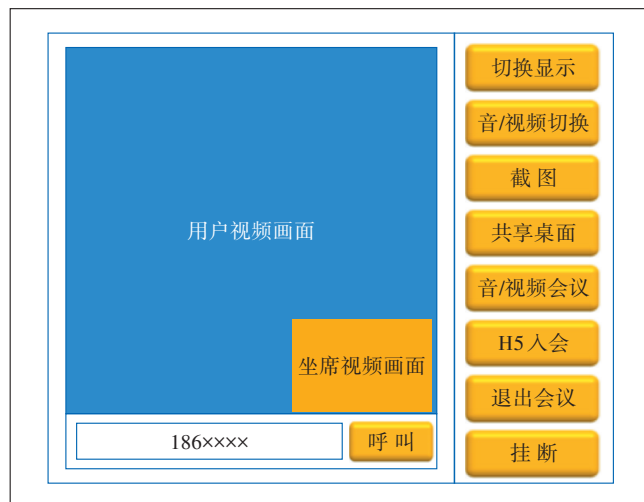 用户视频画面
坐席视频画面
186××××
呼叫
切换显示
音/视频切换
截图
共享桌面
音/视频会议
H5入会
退出会议
挂断